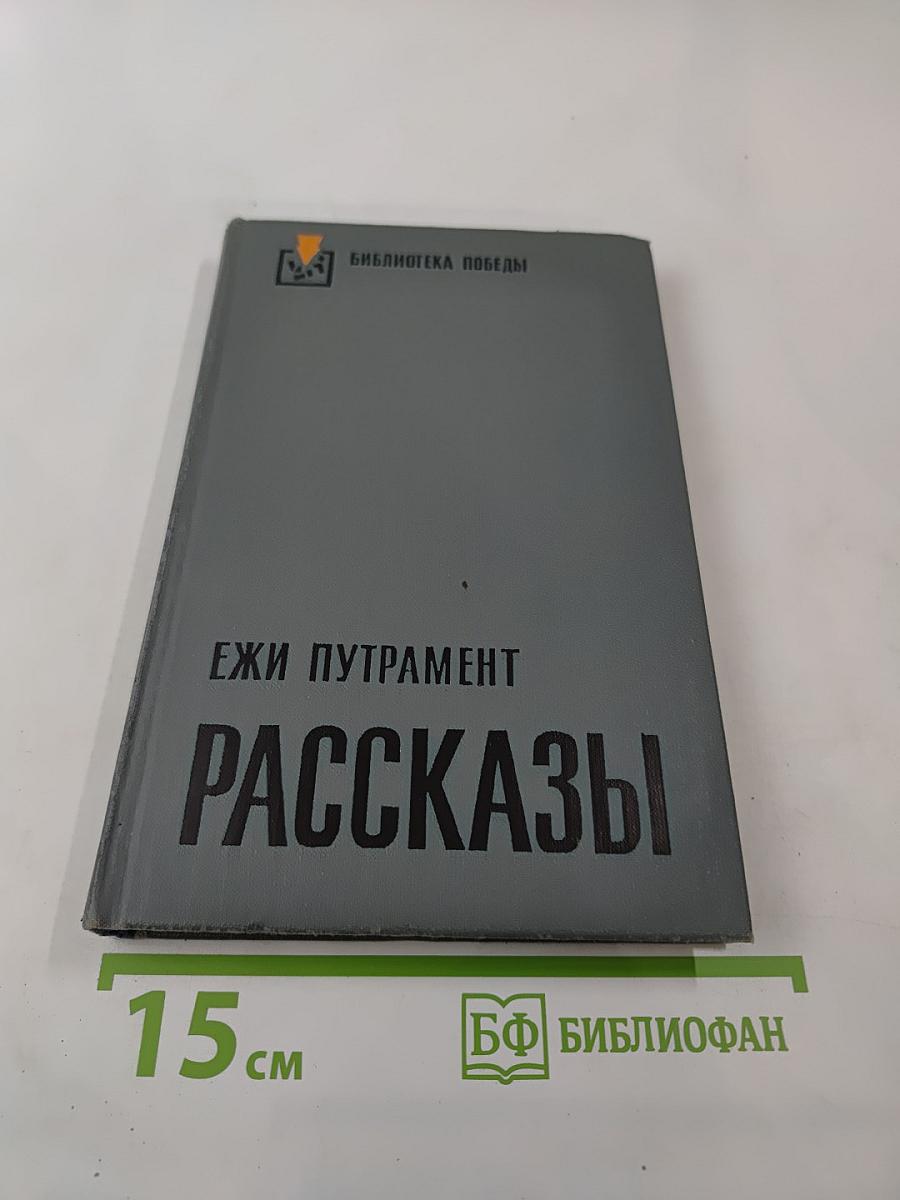 БИБЛИОТЕКА ПОБЕДЫ
ЕЖИ ПУТРАМЕНТ
РАССКАЗЫ
15 см
БФ БИБЛИОФАН